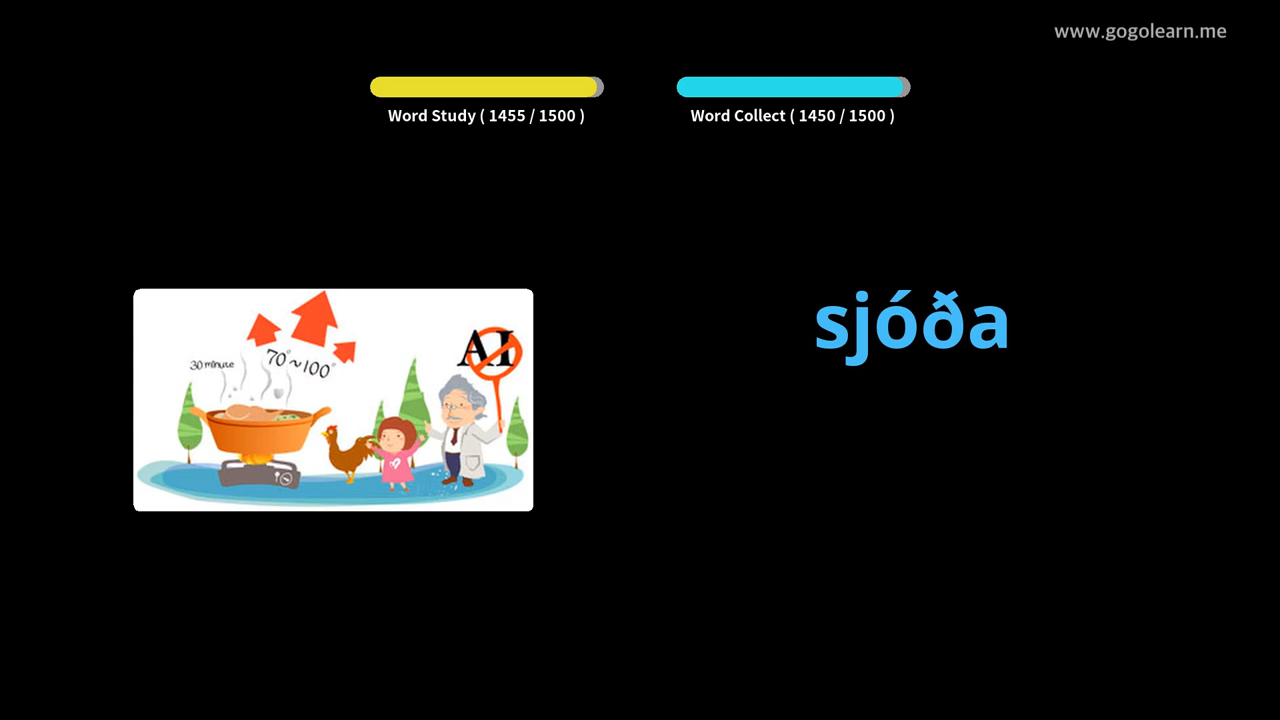 www.gogolearn.me
Word Study ( 1455 / 1500 )
Word Collect ( 1450 / 1500 )
sjóða
30 minute
70°~100°
AI